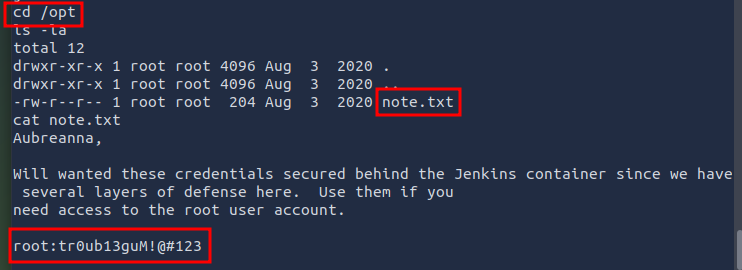 cd /opt
ls -la
total 12
drwxr-xr-x 1 root root 4096 Aug  3  2020 .
drwxr-xr-x 1 root root 4096 Aug  3  2020 ..
-rw-r--r-- 1 root root  204 Aug  3  2020 note.txt
cat note.txt
Aubreanna,
Will wanted these credentials secured behind the Jenkins container since we have
several layers of defense here.  Use them if you
need access to the root user account.
root:tr0ub13guM!@#123